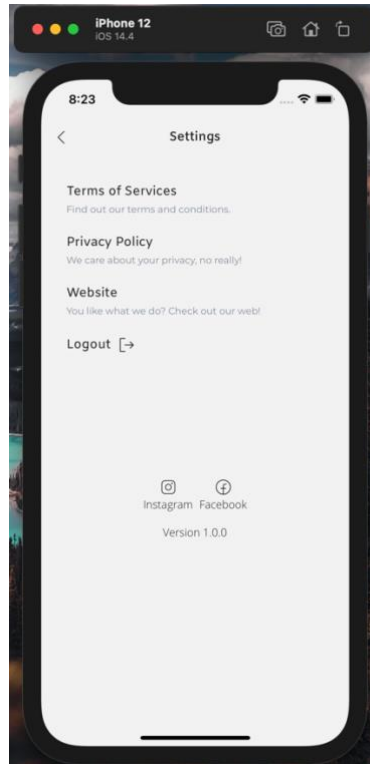 iPhone 12
iOS 14.4
8:23
Settings
Terms of Services
Find out our terms and conditions.
Privacy Policy
We care about your privacy, no really!
Website
You like what we do? Check out our web!
Logout
Instagram Facebook
Version 1.0.0